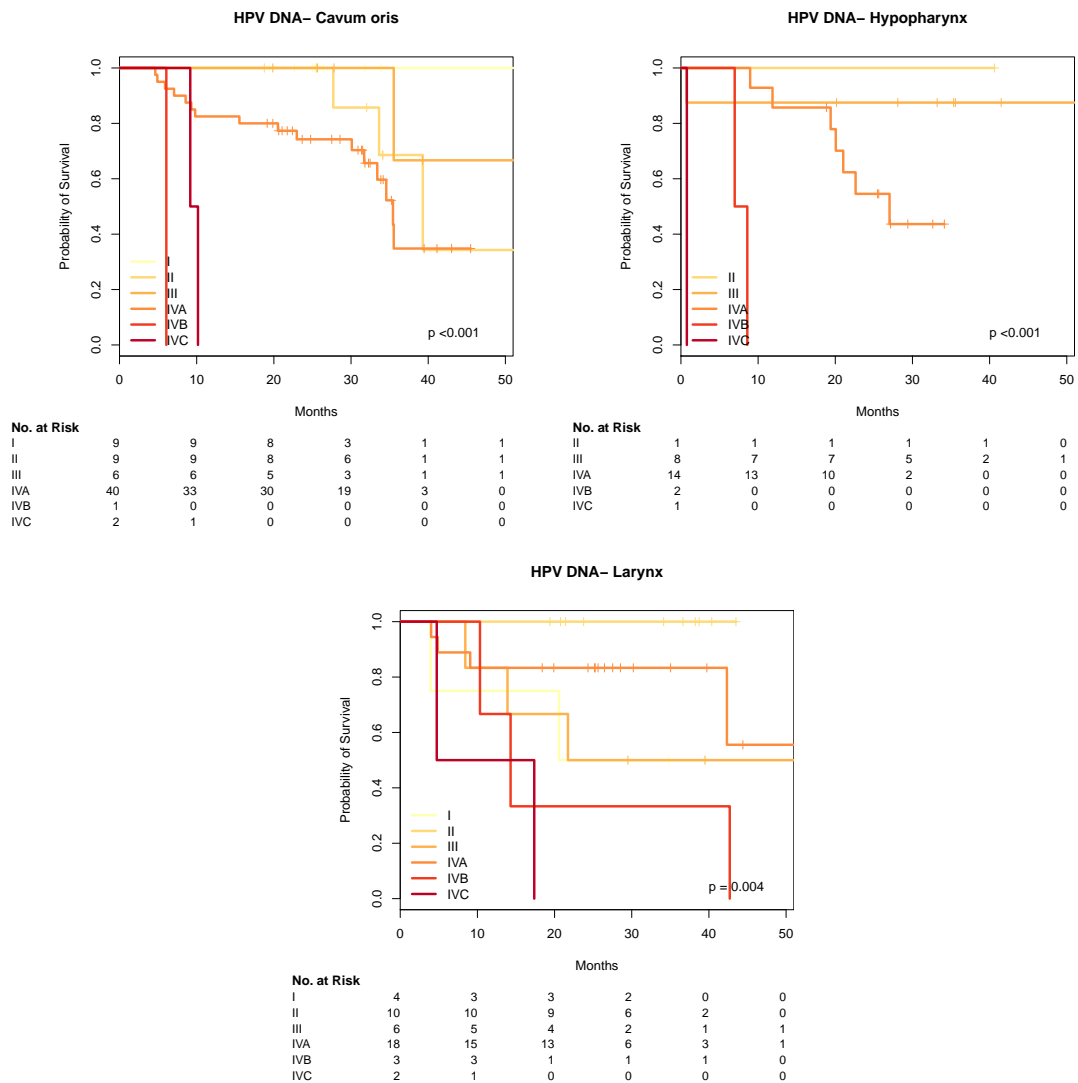 HPV DNA− Cavum oris
Probability of Survival
1.0
0.8
0.6
0.4
0.2
0.0
I
II
III
IVA
IVB
IVC
p <0.001
0 10 20 30 40 50
Months
No. at Risk
I 9 9 8 3 1 1
II 9 9 8 6 1 1
III 6 6 5 3 1 1
IVA 40 33 30 19 3 0
IVB 1 0 0 0 0 0
IVC 2 1 0 0 0 0
HPV DNA− Hypopharynx
Probability of Survival
1.0
0.8
0.6
0.4
0.2
0.0
II
III
IVA
IVB
IVC
p <0.001
0 10 20 30 40 50
Months
No. at Risk
II 1 1 1 1 1 0
III 8 7 7 5 2 1
IVA 14 13 10 2 0 0
IVB 2 0 0 0 0 0
IVC 1 0 0 0 0 0
HPV DNA− Larynx
Probability of Survival
1.0
0.8
0.6
0.4
0.2
0.0
I
II
III
IVA
IVB
IVC
p = 0.004
0 10 20 30 40 50
Months
No. at Risk
I 4 3 3 2 0 0
II 10 10 9 6 2 0
III 6 5 4 2 1 1
IVA 18 15 13 6 3 1
IVB 3 3 1 1 1 0
IVC 2 1 0 0 0 0